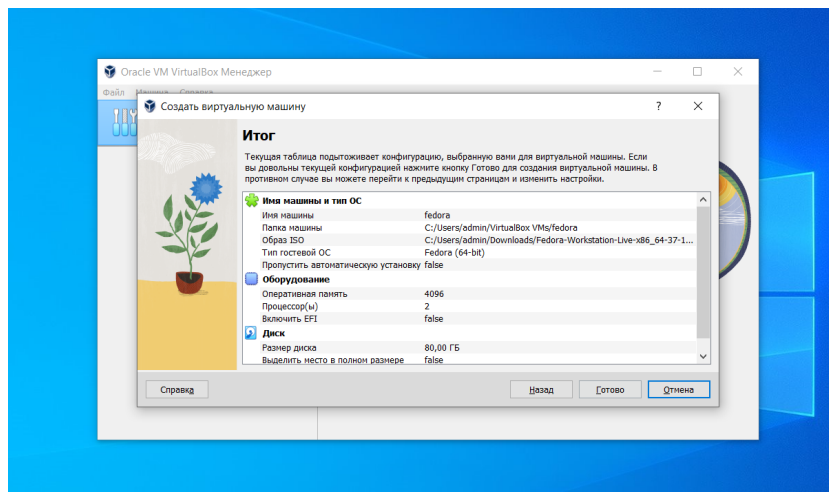 Oracle VM VirtualBox Менеджер
Файл Машина Справка
Создать виртуальную машину
?
Итог
Текущая таблица подытоживает конфигурацию, выбранную вами для виртуальной машины. Если
вы довольны текущей конфигурацией нажмите кнопку Готово для создания виртуальной машины. В
противном случае вы можете перейти к предыдущим страницам и изменить настройки.
Имя машины и тип ОС
Имя машины fedora
Папка машины C:/Users/admin/VirtualBox VMs/fedora
Образ ISO C:/Users/admin/Downloads/Fedora-Workstation-Live-x86_64-37-1...
Тип гостевой ОС Fedora (64-bit)
Пропустить автоматическую установку false
Оборудование
Оперативная память 4096
Процессор(ы) 2
Включить EFI false
Диск
Размер диска 80,00 ГБ
Выделить место в полном размере false
Справка Назад Готово Отмена